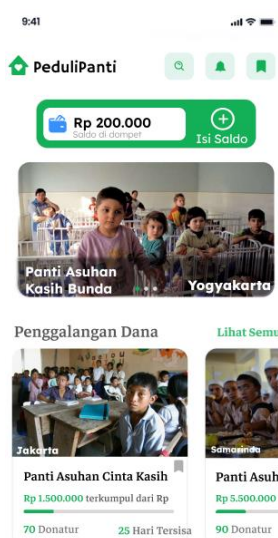 9:41
PeduliPanti
Rp 200.000
Saldo di dompet
Isi Saldo
Panti Asuhan
Kasih Bunda
Yogyakarta
Penggalangan Dana
Lihat Semu
Jakarta
Samarinda
Panti Asuhan Cinta Kasih
Panti Asuh
Rp 1.500.000 terkumpul dari Rp
Rp 5.500.000
70 Donatur
25 Hari Tersisa
90 Donatur